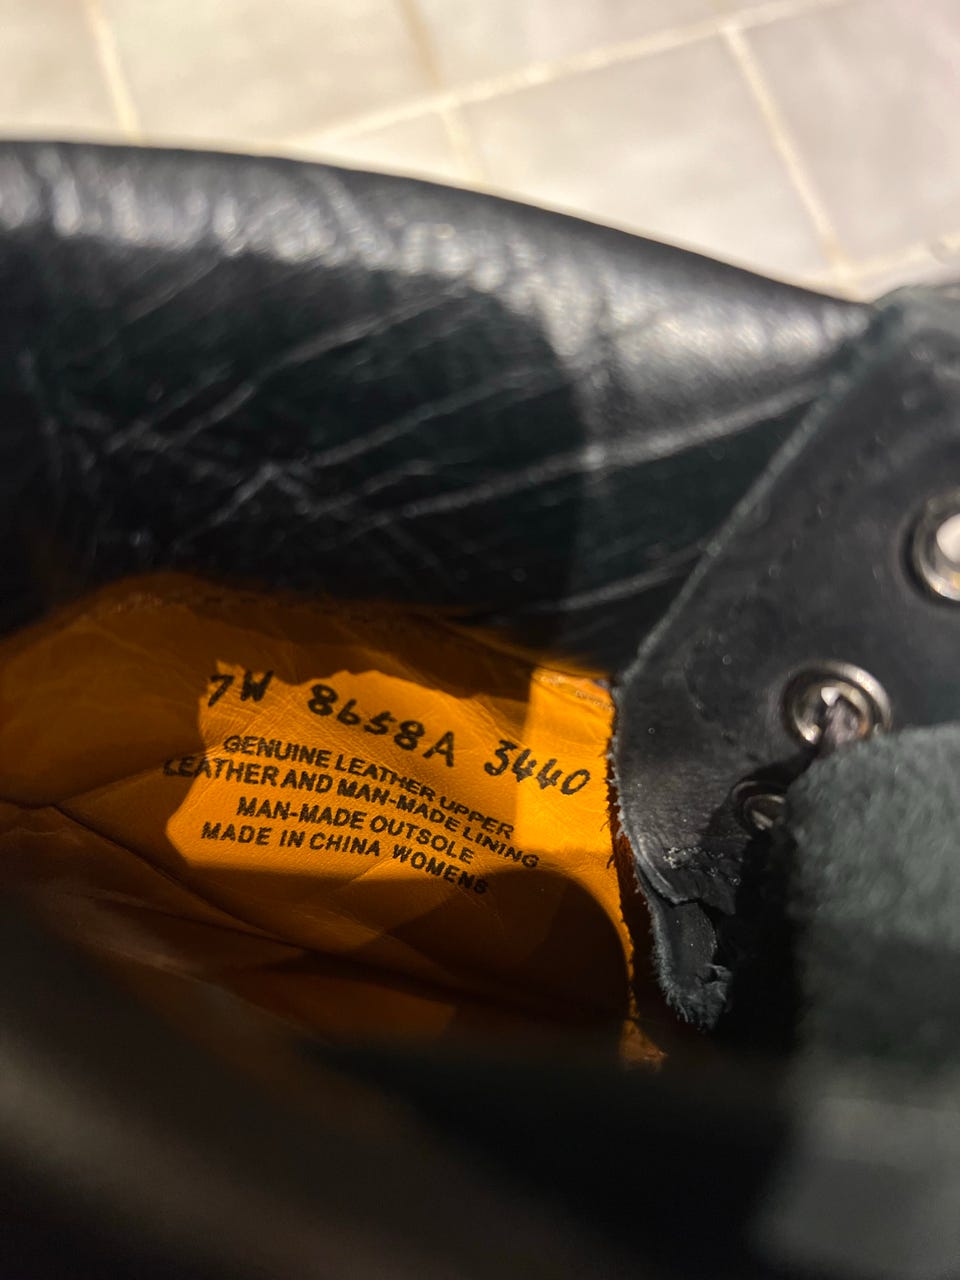 7W 8658A 3440
GENUINE LEATHER UPPER
LEATHER AND MAN-MADE LINING
MAN-MADE OUTSOLE
MADE IN CHINA WOMENS